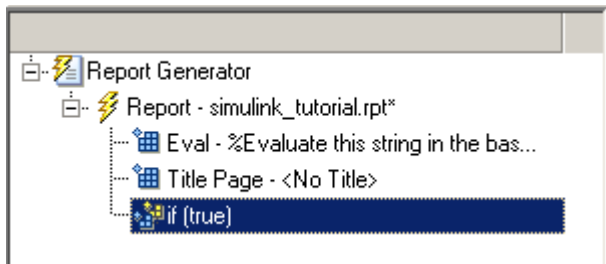 Report Generator
Report - simulink_tutorial.rpt*
Eval - %Evaluate this string in the bas...
Title Page - <No Title>
if (true)